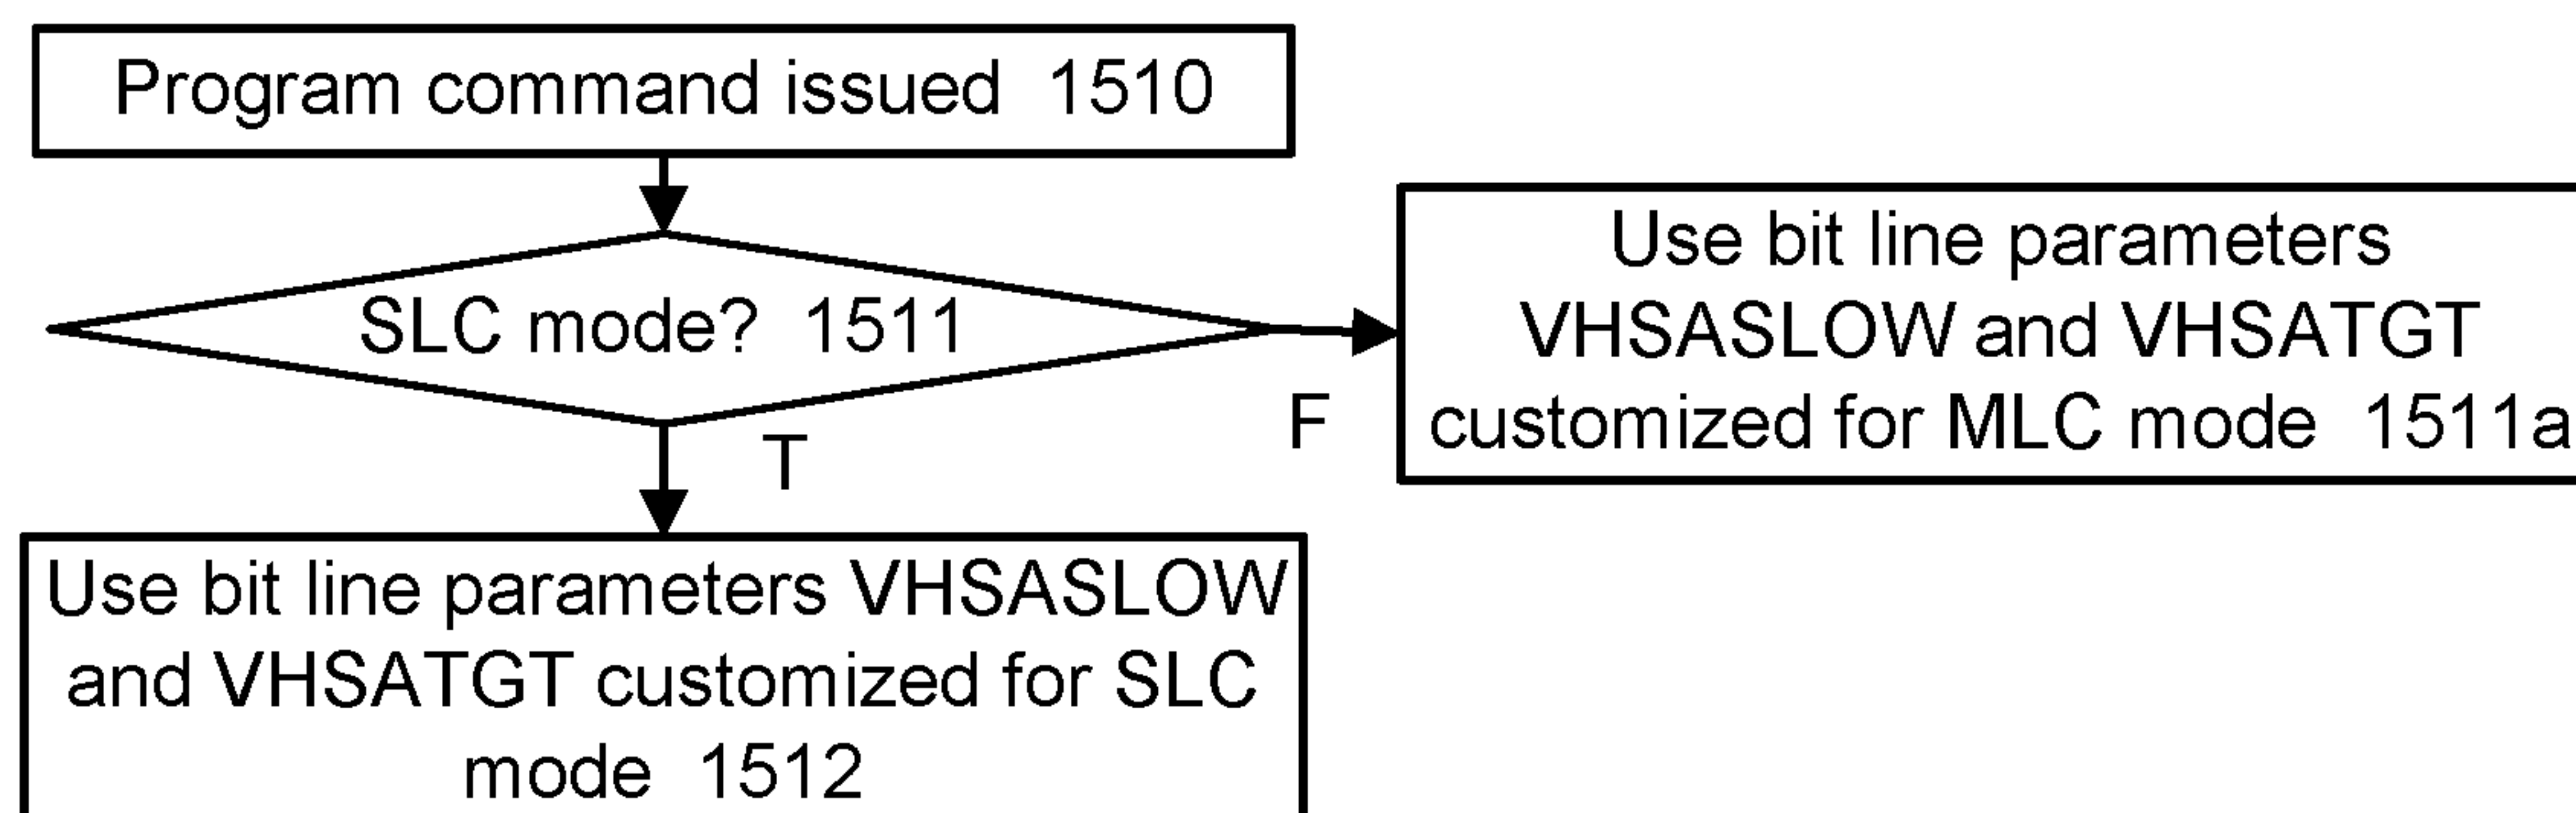 Program command issued 1510
SLC mode? 1511
T
F
Use bit line parameters
VHSASLOW and VHSATGT
customized for MLC mode 1511a
Use bit line parameters VHSASLOW
and VHSATGT customized for SLC
mode 1512